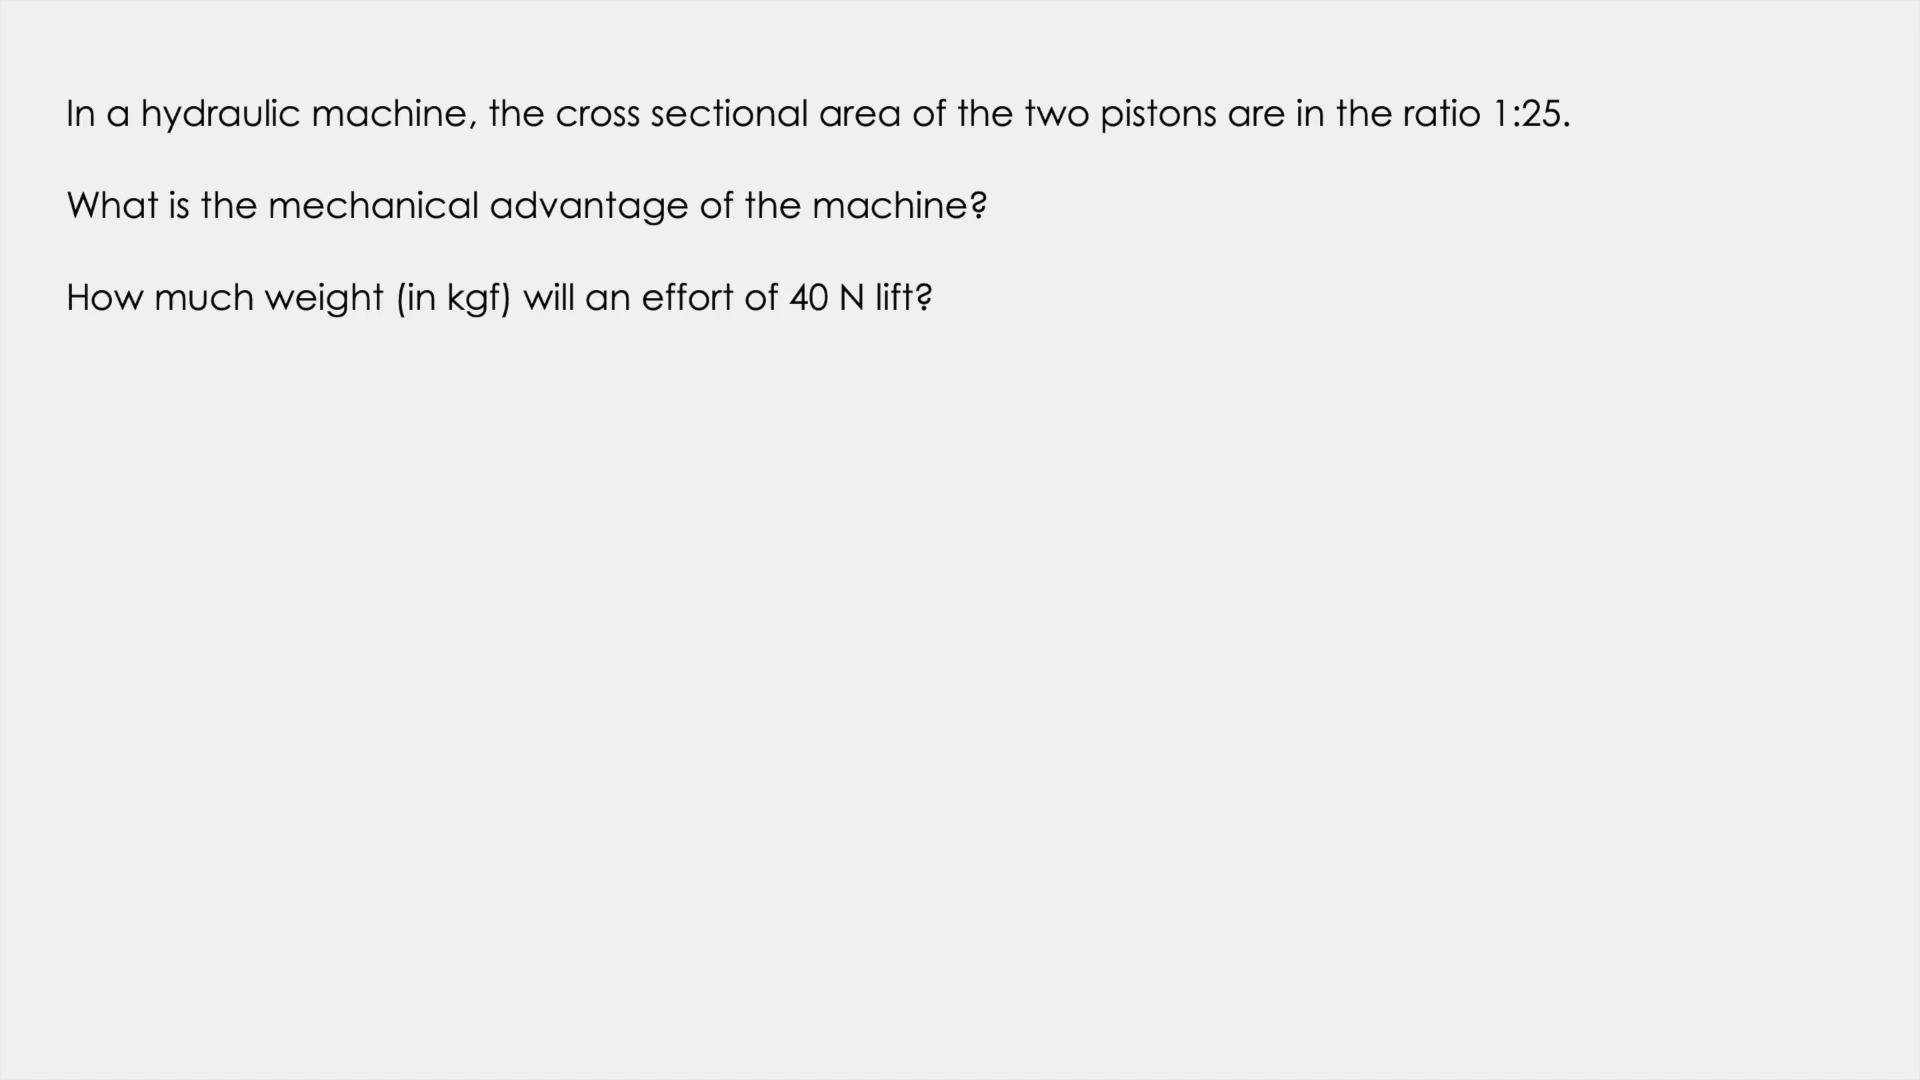 In a hydraulic machine, the cross sectional area of the two pistons are in the ratio 1:25.
What is the mechanical advantage of the machine?
How much weight (in kgf) will an effort of 40 N lift?